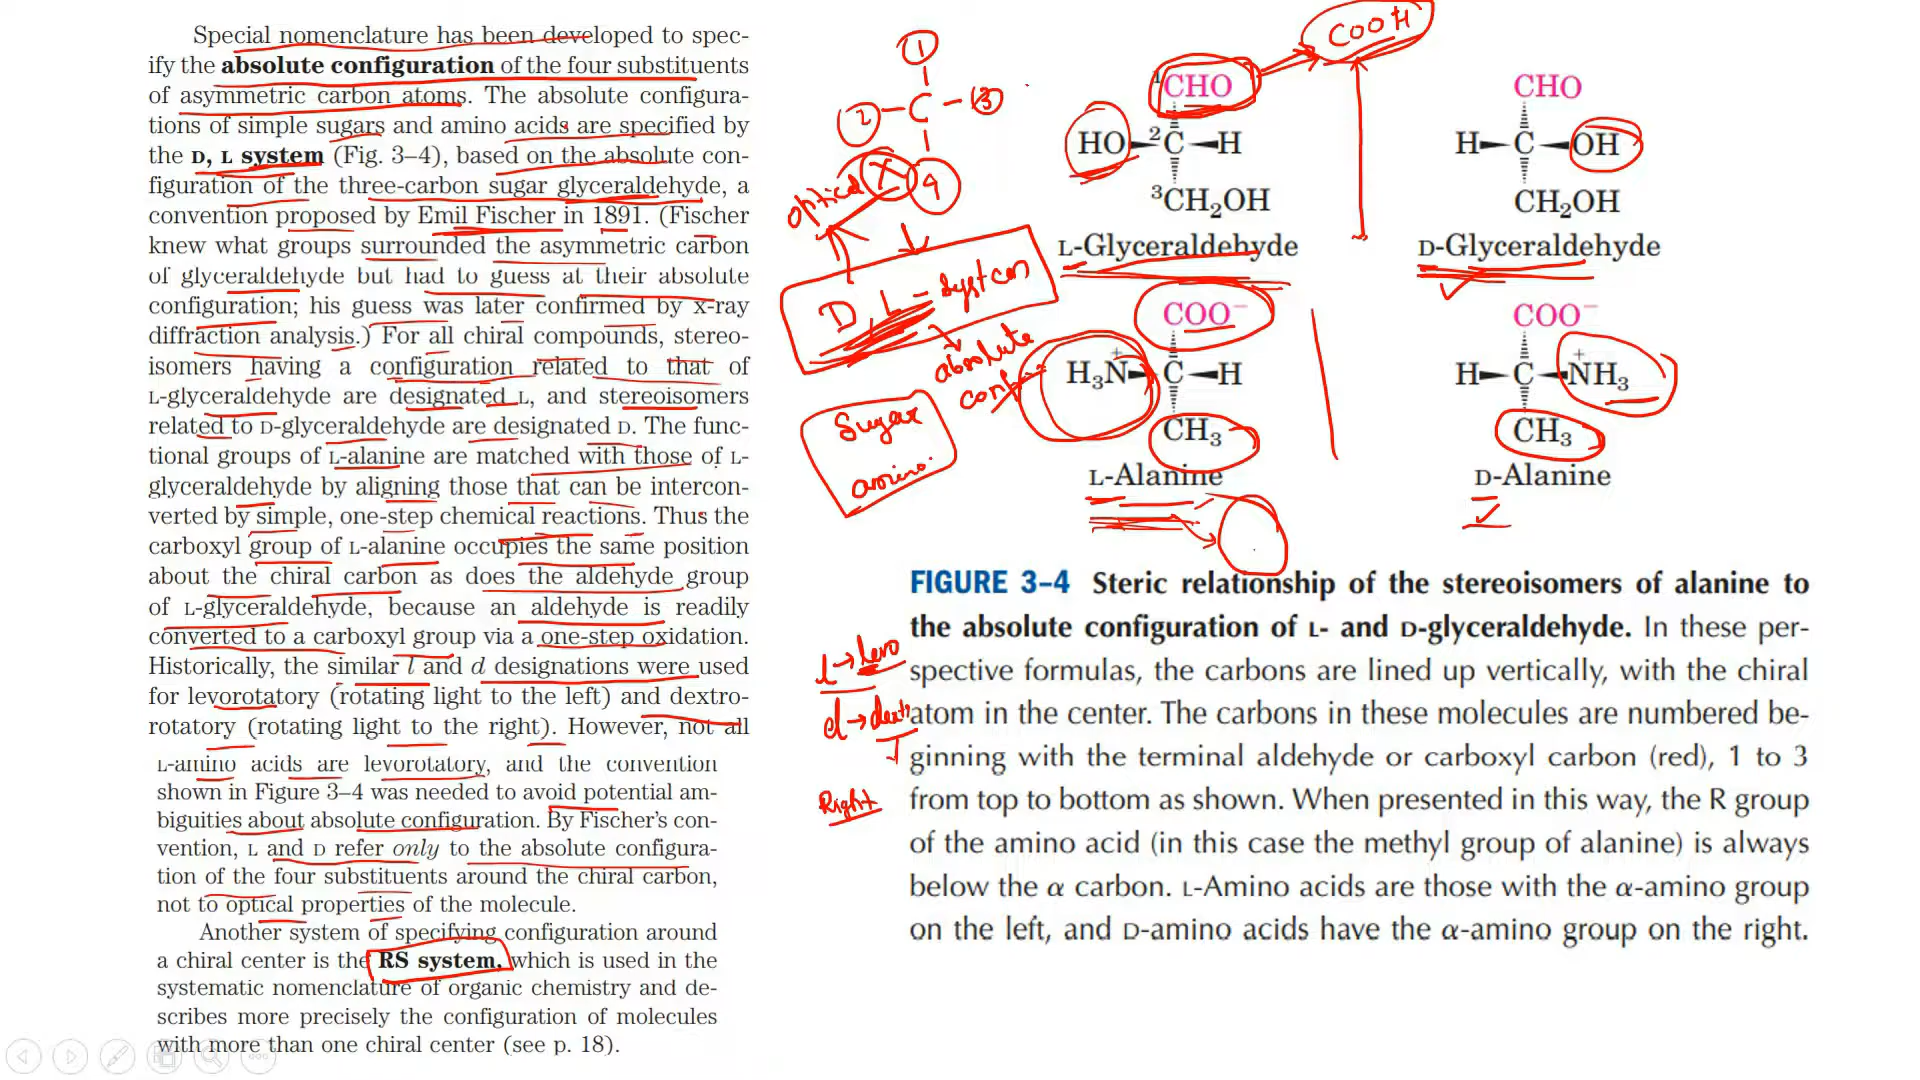 Special nomenclature has been developed to spec-
ify the absolute configuration of the four substituents
of asymmetric carbon atoms. The absolute configura-
tions of simple sugars and amino acids are specified by
the D, L system (Fig. 3–4), based on the absolute con-
figuration of the three-carbon sugar glyceraldehyde, a
convention proposed by Emil Fischer in 1891. (Fischer
knew what groups surrounded the asymmetric carbon
of glyceraldehyde but had to guess at their absolute
configuration; his guess was later confirmed by x-ray
diffraction analysis.) For all chiral compounds, stereo-
isomers having a configuration related to that of
L-glyceraldehyde are designated L, and stereoisomers
related to D-glyceraldehyde are designated D. The func-
tional groups of L-alanine are matched with those of L-
glyceraldehyde by aligning those that can be intercon-
verted by simple, one-step chemical reactions. Thus the
carboxyl group of L-alanine occupies the same position
about the chiral carbon as does the aldehyde group
of L-glyceraldehyde, because an aldehyde is readily
converted to a carboxyl group via a one-step oxidation.
Historically, the similar l and d designations were used
for levorotatory (rotating light to the left) and dextro-
rotatory (rotating light to the right). However, not all
L-amino acids are levorotatory, and the convention
shown in Figure 3–4 was needed to avoid potential am-
biguities about absolute configuration. By Fischer's con-
vention, L and D refer only to the absolute configura-
tion of the four substituents around the chiral carbon,
not to optical properties of the molecule.
Another system of specifying configuration around
a chiral center is the RS system, which is used in the
systematic nomenclature of organic chemistry and de-
scribes more precisely the configuration of molecules
with more than one chiral center (see p. 18).
1
2 C 3
4
optical X
D, L - System
absolute
conf
Sugar
amino.
l → levo
d → dextr
Right
COOH
1CHO
HO 2C H
3CH2OH
L-Glyceraldehyde
CHO
H C OH
CH2OH
D-Glyceraldehyde
COO−
H3N+ C H
CH3
L-Alanine
COO−
H C +NH3
CH3
D-Alanine
FIGURE 3–4 Steric relationship of the stereoisomers of alanine to
the absolute configuration of L- and D-glyceraldehyde. In these per-
spective formulas, the carbons are lined up vertically, with the chiral
atom in the center. The carbons in these molecules are numbered be-
ginning with the terminal aldehyde or carboxyl carbon (red), 1 to 3
from top to bottom as shown. When presented in this way, the R group
of the amino acid (in this case the methyl group of alanine) is always
below the α carbon. L-Amino acids are those with the α-amino group
on the left, and D-amino acids have the α-amino group on the right.